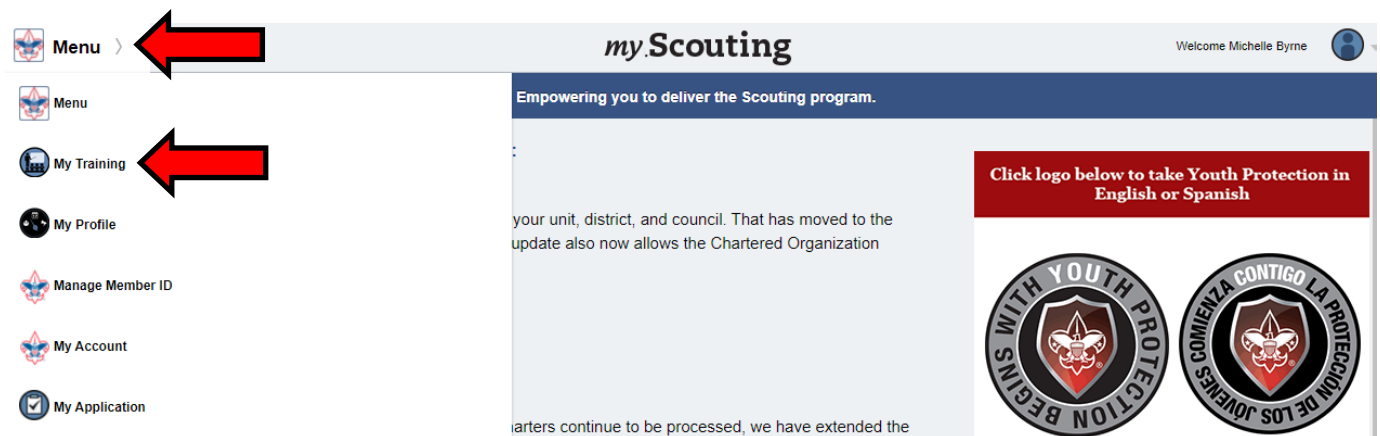 Menu
my.Scouting
Welcome Michelle Byrne
Menu
My Training
My Profile
Manage Member ID
My Account
My Application
Empowering you to deliver the Scouting program.
:
your unit, district, and council. That has moved to the
update also now allows the Chartered Organization
arters continue to be processed, we have extended the
Click logo below to take Youth Protection in
English or Spanish
YOUTH PROTECTION BEGINS WITH
COMIENZA CONTIGO LA PROTECCIÓN DE LOS JÓVENES